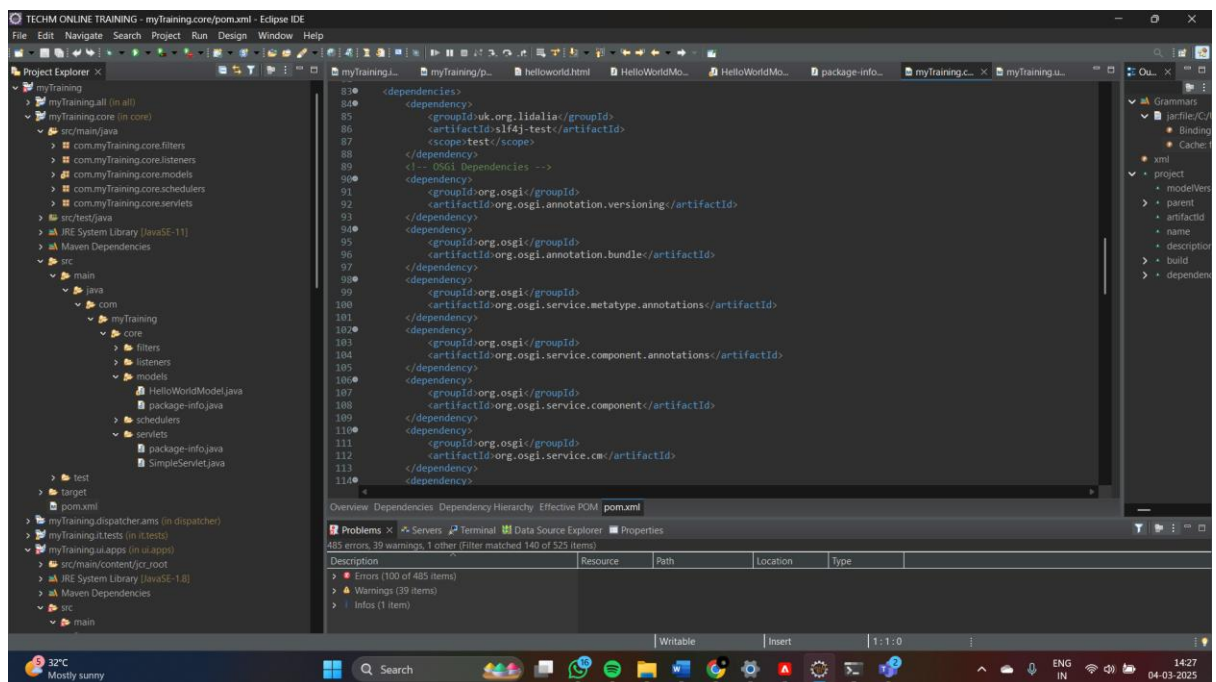 TECHM ONLINE TRAINING - myTraining.core/pom.xml - Eclipse IDE
File Edit Navigate Search Project Run Design Window Help
Project Explorer
myTraining
myTraining.all (in all)
myTraining.core (in core)
src/main/java
com.myTraining.core.filters
com.myTraining.core.listeners
com.myTraining.core.models
com.myTraining.core.schedulers
com.myTraining.core.servlets
src/test/java
JRE System Library [JavaSE-11]
Maven Dependencies
src
main
java
com
myTraining
core
filters
listeners
models
HelloWorldModel.java
package-info.java
schedulers
servlets
package-info.java
SimpleServlet.java
test
target
pom.xml
myTraining.dispatcher.ams (in dispatcher)
myTraining.it.tests (in it.tests)
myTraining.ui.apps (in ui.apps)
src/main/content/jcr_root
JRE System Library [JavaSE-1.8]
Maven Dependencies
src
main
myTraining.i... myTraining/p... helloworld.html HelloWorldMo... HelloWorldMo... package-info... myTraining.c... myTraining.u...
83 <dependencies>
84 <dependency>
85 <groupId>uk.org.lidalia</groupId>
86 <artifactId>slf4j-test</artifactId>
87 <scope>test</scope>
88 </dependency>
89 <!-- OSGi Dependencies -->
90 <dependency>
91 <groupId>org.osgi</groupId>
92 <artifactId>org.osgi.annotation.versioning</artifactId>
93 </dependency>
94 <dependency>
95 <groupId>org.osgi</groupId>
96 <artifactId>org.osgi.annotation.bundle</artifactId>
97 </dependency>
98 <dependency>
99 <groupId>org.osgi</groupId>
100 <artifactId>org.osgi.service.metatype.annotations</artifactId>
101 </dependency>
102 <dependency>
103 <groupId>org.osgi</groupId>
104 <artifactId>org.osgi.service.component.annotations</artifactId>
105 </dependency>
106 <dependency>
107 <groupId>org.osgi</groupId>
108 <artifactId>org.osgi.service.component</artifactId>
109 </dependency>
110 <dependency>
111 <groupId>org.osgi</groupId>
112 <artifactId>org.osgi.service.cm</artifactId>
113 </dependency>
114 <dependency>
Overview Dependencies Dependency Hierarchy Effective POM pom.xml
Problems Servers Terminal Data Source Explorer Properties
485 errors, 39 warnings, 1 other (Filter matched 140 of 525 items)
Description Resource Path Location Type
Errors (100 of 485 items)
Warnings (39 items)
Infos (1 item)
Ou...
Grammars
jarfile:/C:/
Binding
Cache:
xml
project
modelVers
parent
artifactId
name
description
build
dependenc
Writable Insert 1:1:0
5
32°C
Mostly sunny
Search
16
2
ENG
IN
14:27
04-03-2025